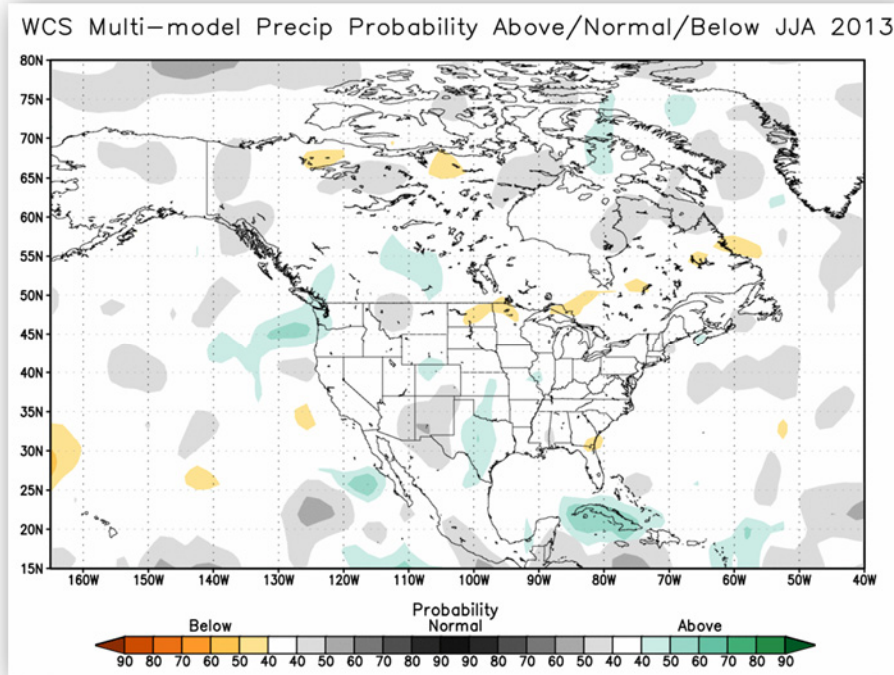 WCS Multi-model Precip Probability Above/Normal/Below JJA 2013
80N
75N
70N
65N
60N
55N
50N
45N
40N
35N
30N
25N
20N
15N
160W 150W 140W 130W 120W 110W 100W 90W 80W 70W 60W 50W 40W
Probability
Below Normal Above
90 80 70 60 50 40 40 50 60 70 80 90 90 80 70 60 50 40 40 50 60 70 80 90